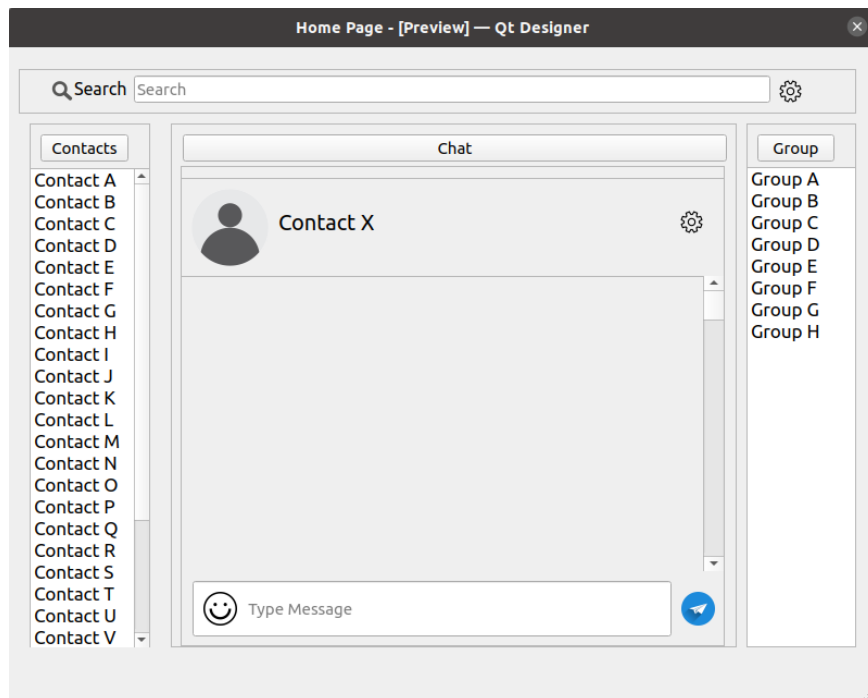 Home Page - [Preview] — Qt Designer
Search Search
Contacts
Contact A
Contact B
Contact C
Contact D
Contact E
Contact F
Contact G
Contact H
Contact I
Contact J
Contact K
Contact L
Contact M
Contact N
Contact O
Contact P
Contact Q
Contact R
Contact S
Contact T
Contact U
Contact V
Chat
Contact X
Type Message
Group
Group A
Group B
Group C
Group D
Group E
Group F
Group G
Group H